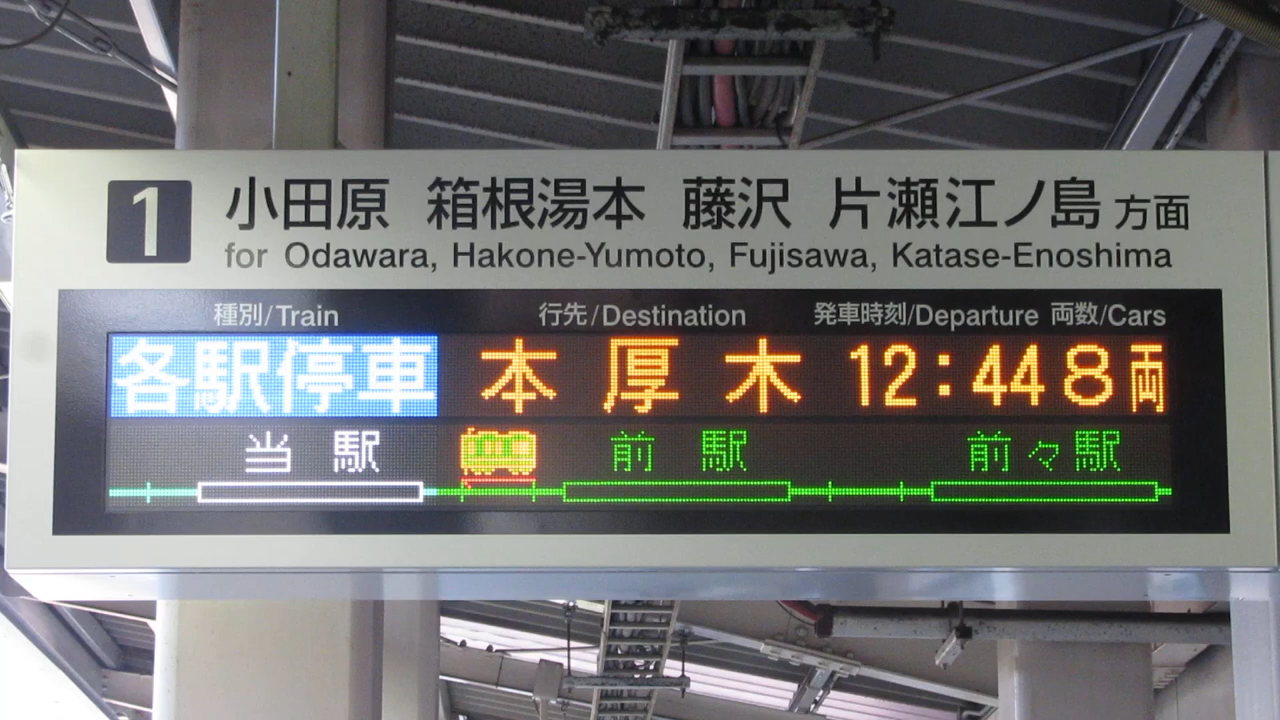 1 小田原 箱根湯本 藤沢 片瀬江ノ島 方面
for Odawara, Hakone-Yumoto, Fujisawa, Katase-Enoshima
種別/Train 行先/Destination 発車時刻/Departure 両数/Cars
各駅停車 本厚木 12:44 8両
当駅 前駅 前々駅